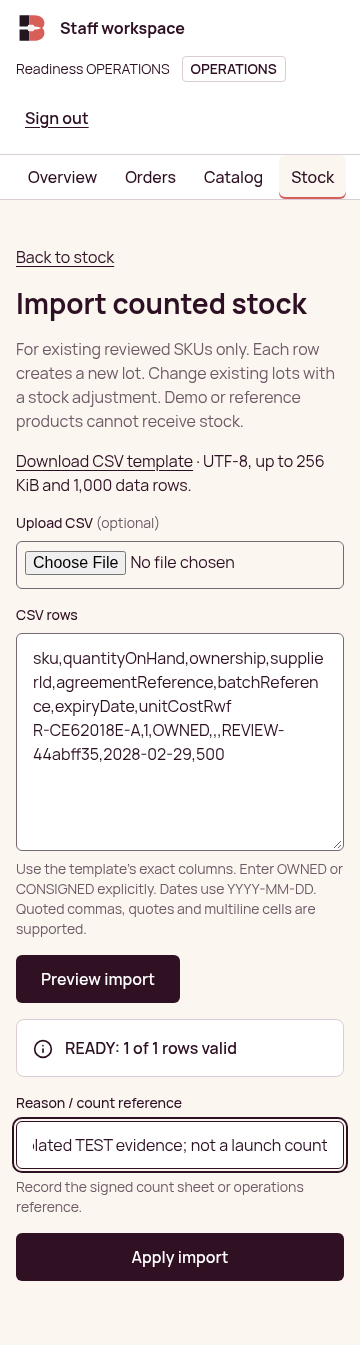 Staff workspace
Readiness OPERATIONS OPERATIONS
Sign out
Overview Orders Catalog Stock
Back to stock
Import counted stock
For existing reviewed SKUs only. Each row
creates a new lot. Change existing lots with
a stock adjustment. Demo or reference
products cannot receive stock.
Download CSV template · UTF-8, up to 256
KiB and 1,000 data rows.
Upload CSV (optional)
Choose File No file chosen
CSV rows
sku,quantityOnHand,ownership,supplie
rId,agreementReference,batchReferen
ce,expiryDate,unitCostRwf
R-CE62018E-A,1,OWNED,,,REVIEW-
44abff35,2028-02-29,500
Use the template's exact columns. Enter OWNED or
CONSIGNED explicitly. Dates use YYYY-MM-DD.
Quoted commas, quotes and multiline cells are
supported.
Preview import
READY: 1 of 1 rows valid
Reason / count reference
lated TEST evidence; not a launch count
Record the signed count sheet or operations
reference.
Apply import